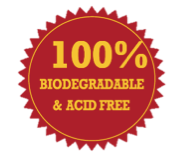 100%
BIODEGRADABLE
& ACID FREE